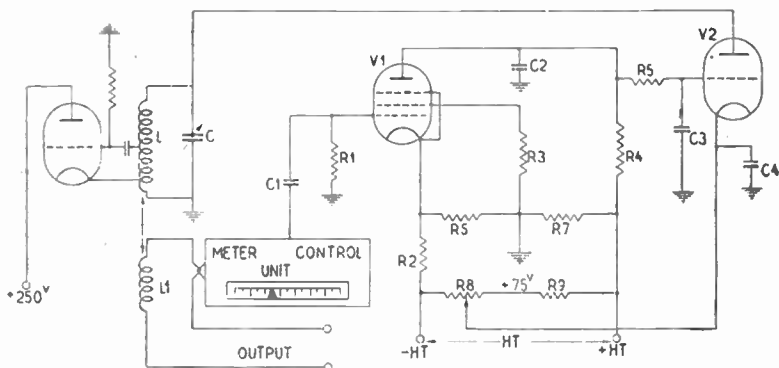 V2
V1
C2
R5
L
C
C3
R1
R3
R4
C1
C4
R5
R7
METER CONTROL
UNIT
R2
+250V
L1
R8
+75V
R9
-HT
HT
+HT
OUTPUT